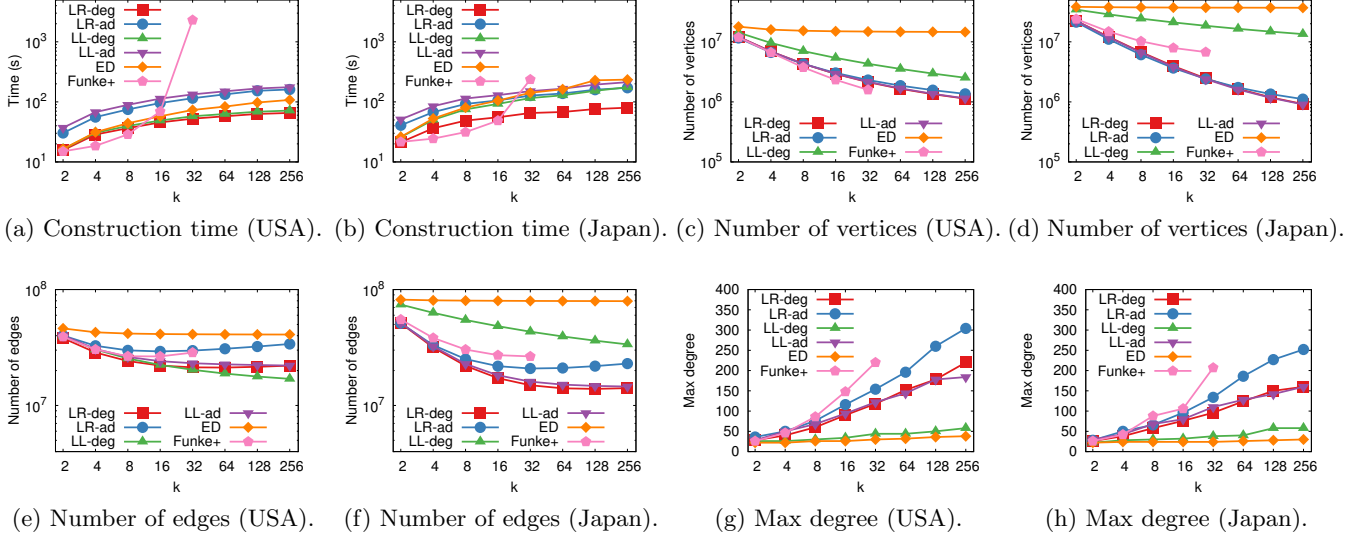 LR-deg
LR-ad
LL-deg
LL-ad
ED
Funke+
10^3
10^2
10^1
Time (s)
2 4 8 16 32 64 128 256
k
(a) Construction time (USA).
LR-deg
LR-ad
LL-deg
LL-ad
ED
Funke+
10^3
10^2
10^1
Time (s)
2 4 8 16 32 64 128 256
k
(b) Construction time (Japan).
10^7
10^6
10^5
Number of vertices
LR-deg LL-ad
LR-ad ED
LL-deg Funke+
2 4 8 16 32 64 128 256
k
(c) Number of vertices (USA).
10^7
10^6
10^5
Number of vertices
LR-deg LL-ad
LR-ad ED
LL-deg Funke+
2 4 8 16 32 64 128 256
k
(d) Number of vertices (Japan).
10^8
10^7
Number of edges
LR-deg LL-ad
LR-ad ED
LL-deg Funke+
2 4 8 16 32 64 128 256
k
(e) Number of edges (USA).
10^8
10^7
Number of edges
LR-deg LL-ad
LR-ad ED
LL-deg Funke+
2 4 8 16 32 64 128 256
k
(f) Number of edges (Japan).
400
350
300
250
200
150
100
50
0
Max degree
LR-deg
LR-ad
LL-deg
LL-ad
ED
Funke+
2 4 8 16 32 64 128 256
k
(g) Max degree (USA).
400
350
300
250
200
150
100
50
0
Max degree
LR-deg
LR-ad
LL-deg
LL-ad
ED
Funke+
2 4 8 16 32 64 128 256
k
(h) Max degree (Japan).